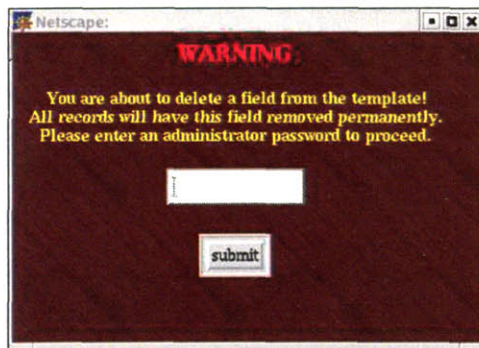 Netscape:
WARNING:
You are about to delete a field from the template!
All records will have this field removed permanently.
Please enter an administrator password to proceed.
submit